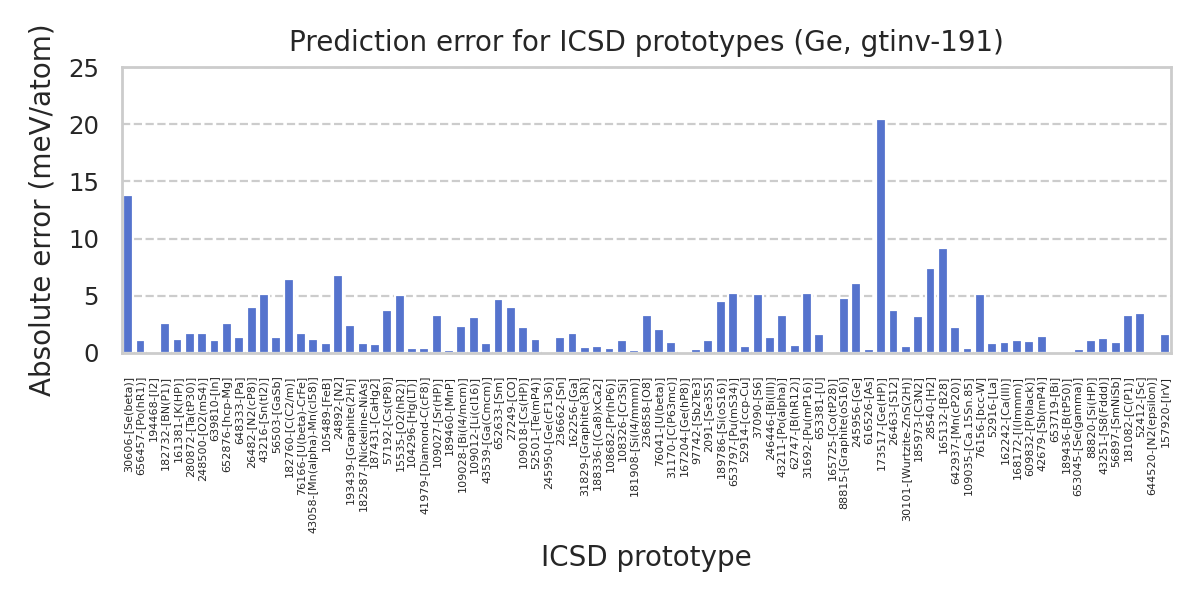 Prediction error for ICSD prototypes (Ge, gtinv-191)
Absolute error (meV/atom)
25
20
15
10
5
0
30606-[Se(beta)]
656457-[Po(hR1)]
194468-[I2]
182732-[BN(P1)]
161381-[K(HP)]
280872-[Ta(tP30)]
248500-[O2(mS4)]
639810-[In]
652876-[hcp-Mg]
648333-[Pa]
26482-[N2(cP8)]
43216-[Sn(tI2)]
56503-[GaSb]
182760-[C(C2/m)]
76166-[U(beta)-CrFe]
43058-[Mn(alpha)-Mn(cI58)]
105489-[FeB]
24892-[N2]
193439-[Graphite(2H)]
182587-[Nickeline-NiAs]
187431-[CaHg2]
57192-[Cs(tP8)]
15535-[O2(hR2)]
104296-[Hg(LT)]
41979-[Diamond-C(cF8)]
109027-[Sr(HP)]
189460-[MnP]
109028-[Bi(I4/mcm)]
109012-[Li(cI16)]
43539-[Ga(Cmcm)]
652633-[Sm]
27249-[CO]
109018-[Cs(HP)]
52501-[Te(mP4)]
245950-[Ge(cF136)]
236662-[Sn]
162256-[Ga]
31829-[Graphite(3R)]
188336-[(Ca8)xCa2]
108682-[Pr(hP6)]
108326-[Cr3Si]
181908-[Si(I4/mmm)]
236858-[O8]
76041-[U(beta)]
31170-[C(P63mc)]
167204-[Ge(hP8)]
97742-[Sb2Te3]
2091-[Se3S5]
189786-[Si(oS16)]
653797-[Pu(mS34)]
52914-[ccp-Cu]
37090-[S6]
246446-[Bi(III)]
43211-[Po(alpha)]
62747-[B(hR12)]
31692-[Pu(mP16)]
653381-[U]
165725-[Co(tP28)]
88815-[Graphite(oS16)]
245956-[Ge]
616526-[As]
173517-[Ge(HP)]
26463-[S12]
30101-[Wurtzite-ZnS(2H)]
185973-[C3N2]
28540-[H2]
165132-[B28]
642937-[Mn(cP20)]
109035-[Ca.15Sn.85]
76156-[bcc-W]
52916-[La]
162242-[Ca(III)]
168172-[I(Immm)]
609832-[P(black)]
42679-[Sb(mP4)]
653719-[Bi]
189436-[B(tP50)]
653045-[Se(gamma)]
88820-[Si(HP)]
43251-[S8(Fddd)]
56897-[SmNiSb]
181082-[C(P1)]
52412-[Sc]
644520-[N2(epsilon)]
157920-[IrV]
ICSD prototype